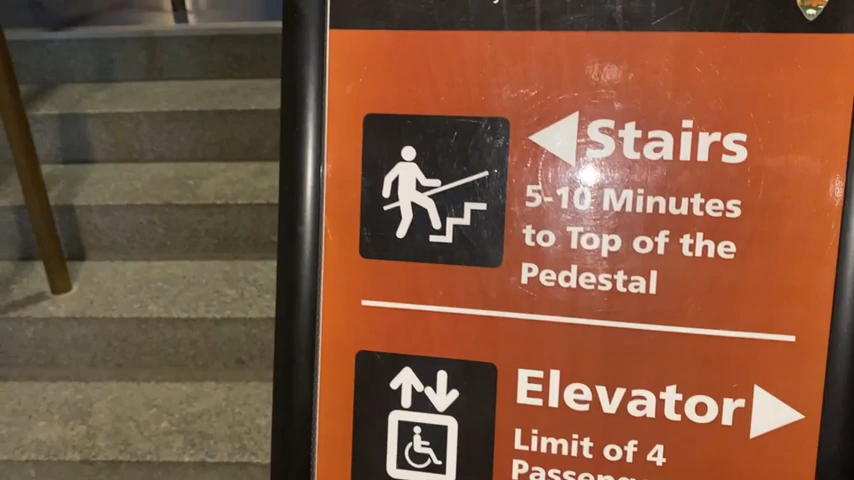 Stairs
5-10 Minutes
to Top of the
Pedestal
Elevator
Limit of 4